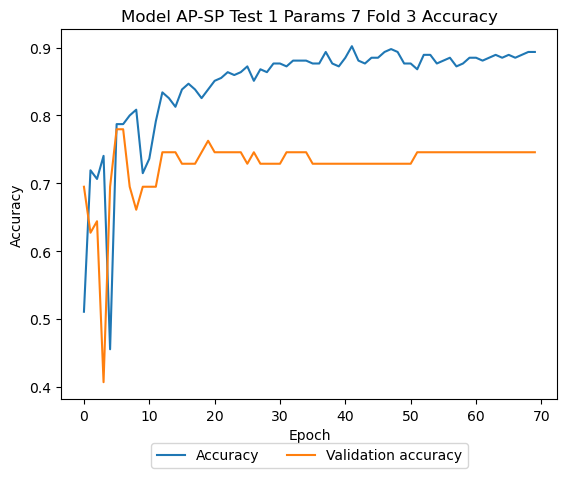 Model AP-SP Test 1 Params 7 Fold 3 Accuracy
0.9
0.8
0.7
0.6
0.5
0.4
Accuracy
0 10 20 30 40 50 60 70
Epoch
Accuracy Validation accuracy